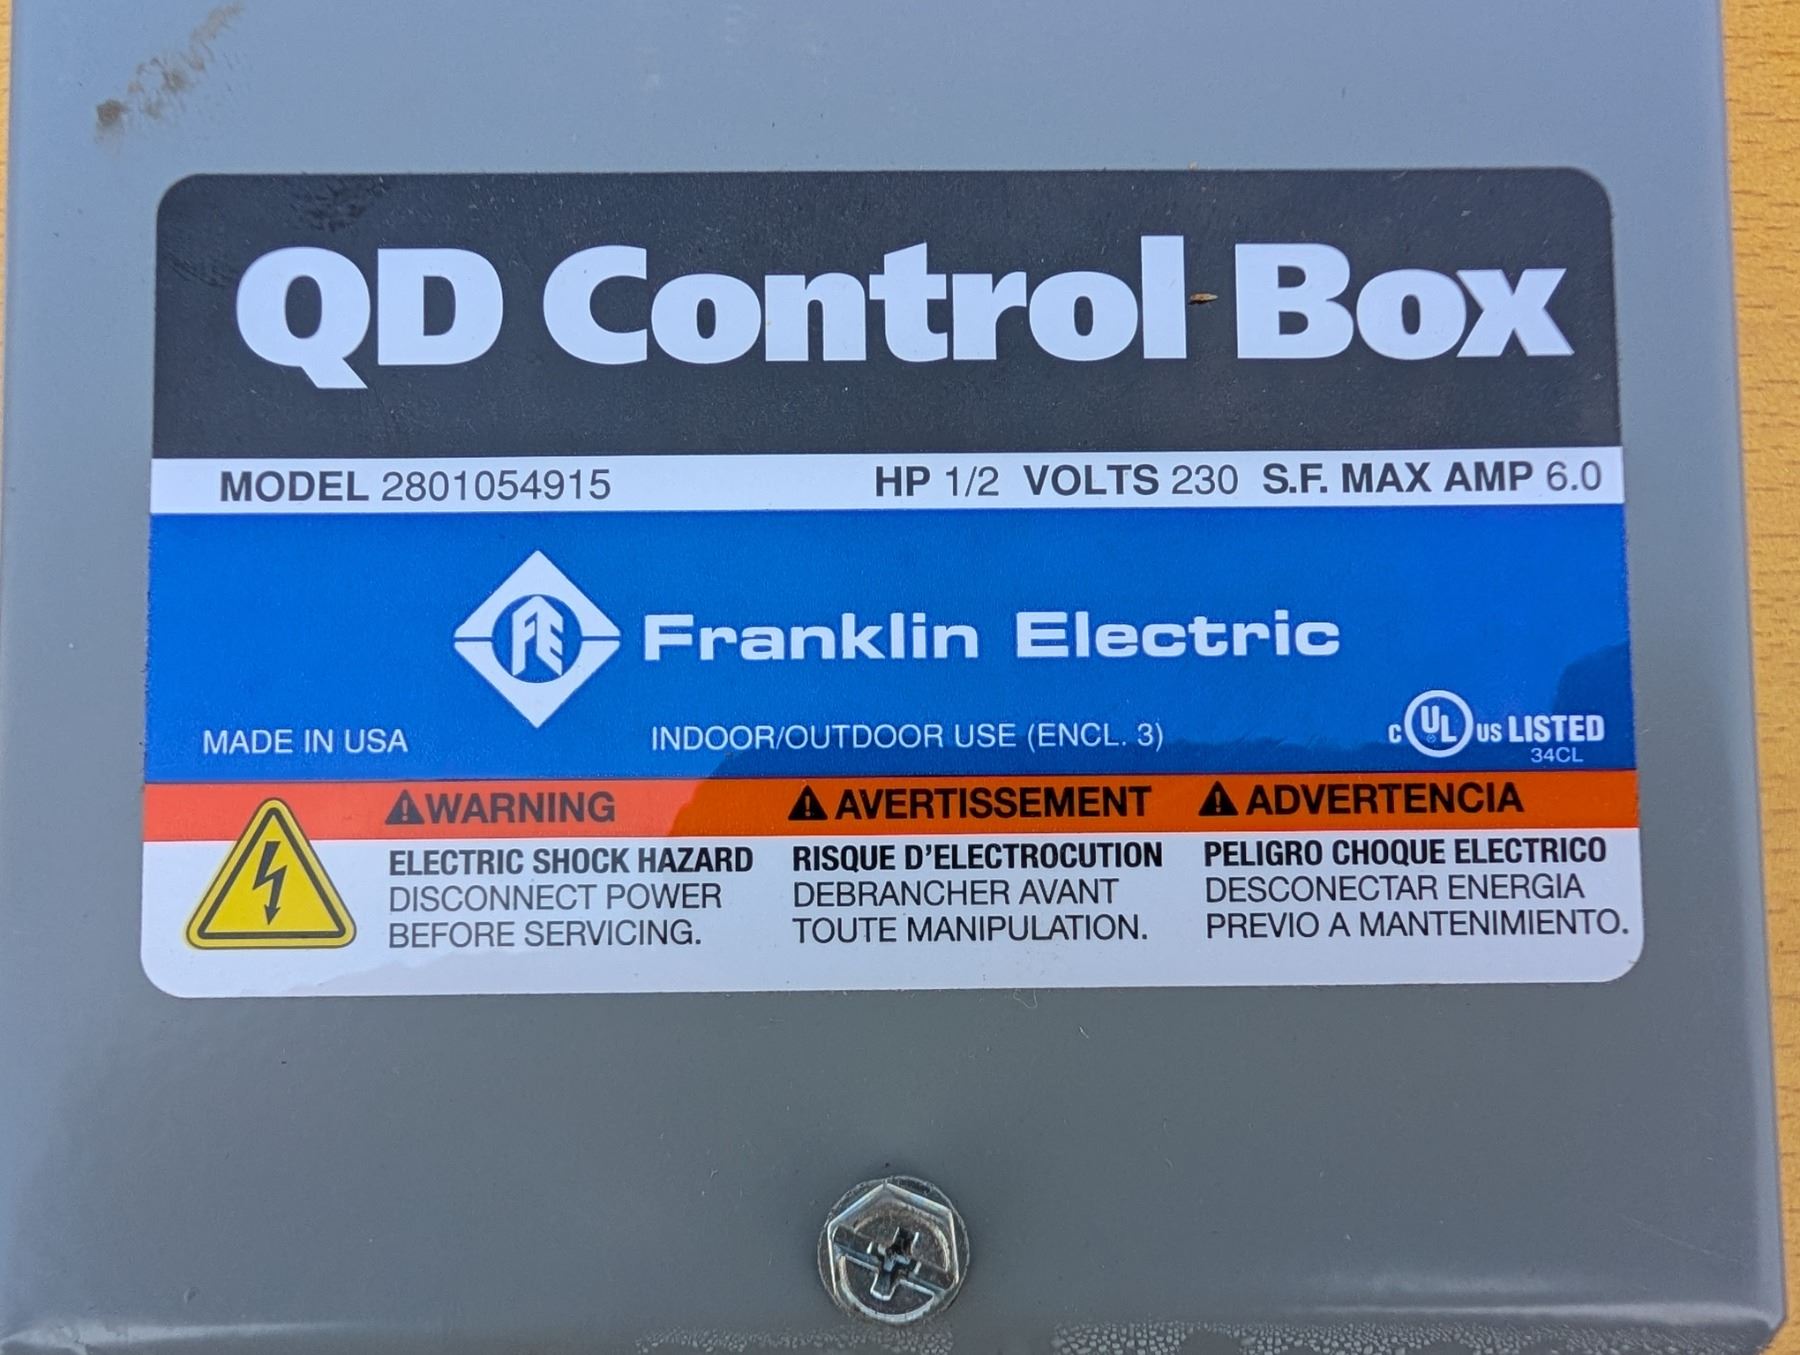 QD Control Box
MODEL 2801054915 HP 1/2 VOLTS 230 S.F. MAX AMP 6.0
FE Franklin Electric
MADE IN USA INDOOR/OUTDOOR USE (ENCL. 3) C UL® US LISTED
34CL
WARNING
ELECTRIC SHOCK HAZARD
DISCONNECT POWER
BEFORE SERVICING.
AVERTISSEMENT
RISQUE D'ELECTROCUTION
DEBRANCHER AVANT
TOUTE MANIPULATION.
ADVERTENCIA
PELIGRO CHOQUE ELECTRICO
DESCONECTAR ENERGIA
PREVIO A MANTENIMIENTO.